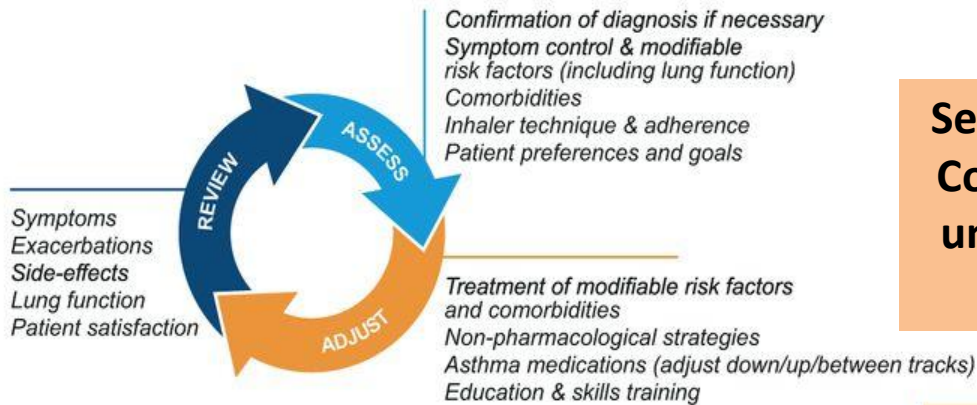 Confirmation of diagnosis if necessary
Symptom control & modifiable
risk factors (including lung function)
Comorbidities
Inhaler technique & adherence
Patient preferences and goals
ASSESS
REVIEW
Symptoms
Exacerbations
Side-effects
Lung function
Patient satisfaction
ADJUST
Treatment of modifiable risk factors
and comorbidities
Non-pharmacological strategies
Asthma medications (adjust down/up/between tracks)
Education & skills training
Se
Co